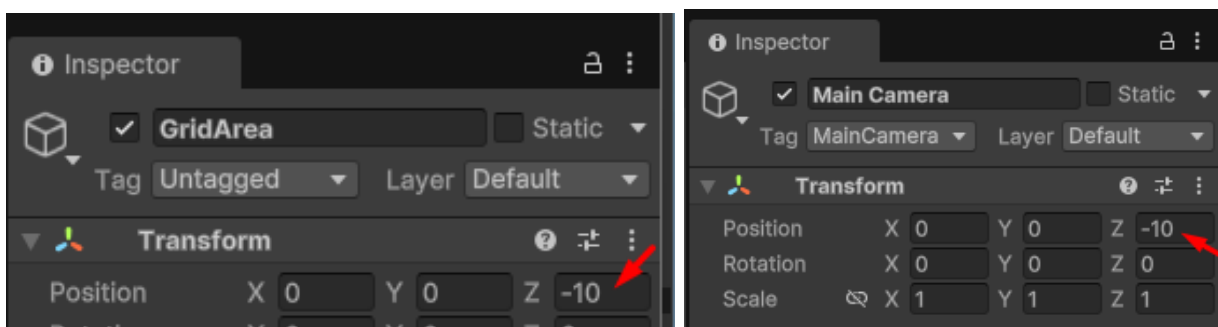 Inspector
GridArea Static
Tag Untagged Layer Default
Transform
Position X 0 Y 0 Z -10
Inspector
Main Camera Static
Tag MainCamera Layer Default
Transform
Position X 0 Y 0 Z -10
Rotation X 0 Y 0 Z 0
Scale X 1 Y 1 Z 1